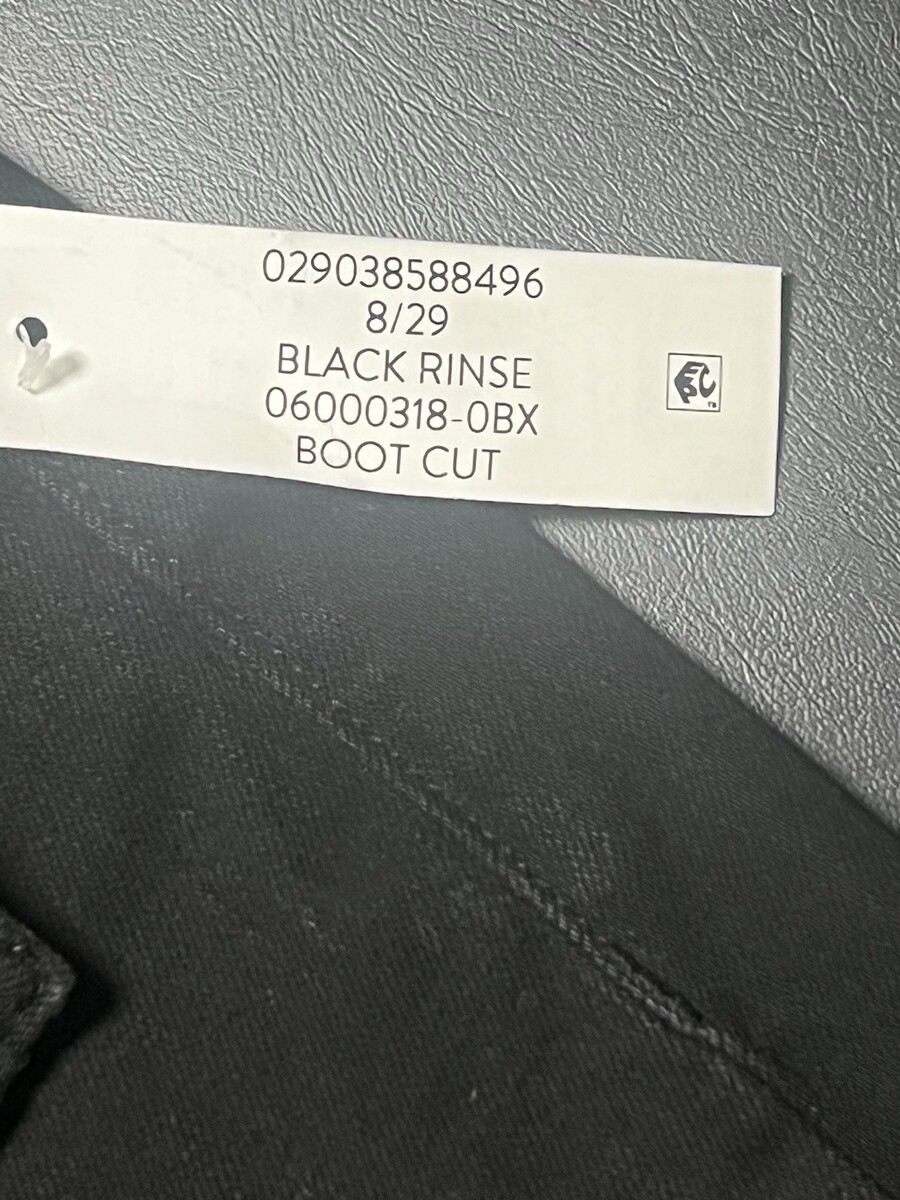 029038588496
8/29
BLACK RINSE
06000318-0BX
BOOT CUT